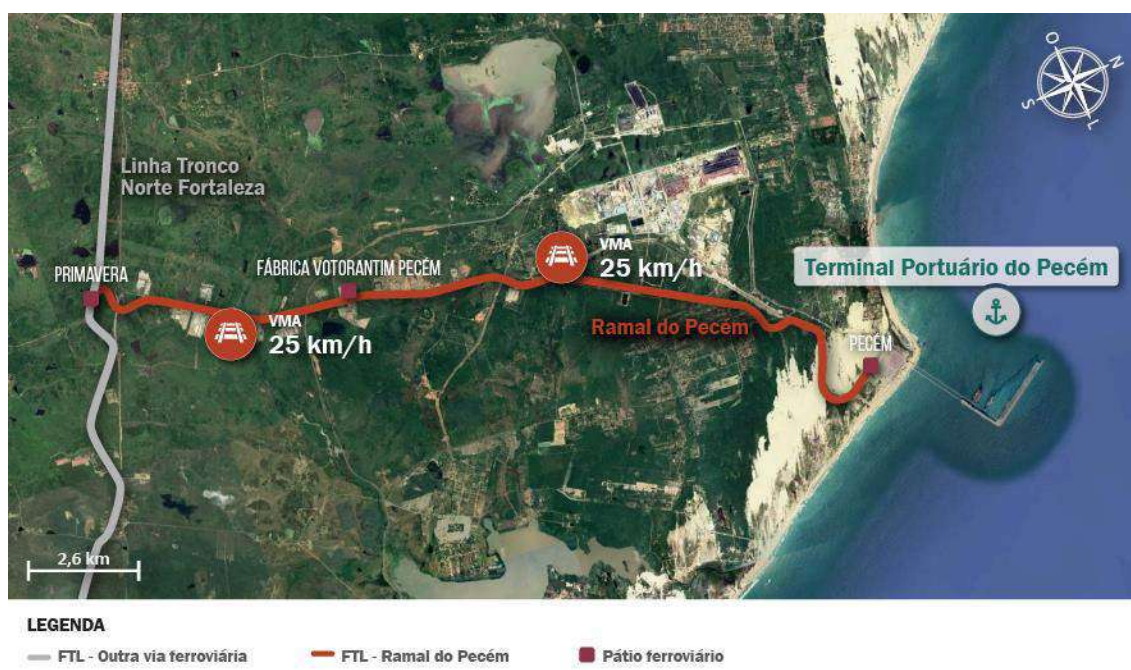 O
N
S
L
Linha Tronco
Norte Fortaleza
PRIMAVERA
VMA
25 km/h
FÁBRICA VOTORANTIM PECÉM
VMA
25 km/h
Terminal Portuário do Pecém
Ramal do Pecém
PECÉM
2,6 km
LEGENDA
FTL - Outra via ferroviária
FTL - Ramal do Pecém
Pátio ferroviário